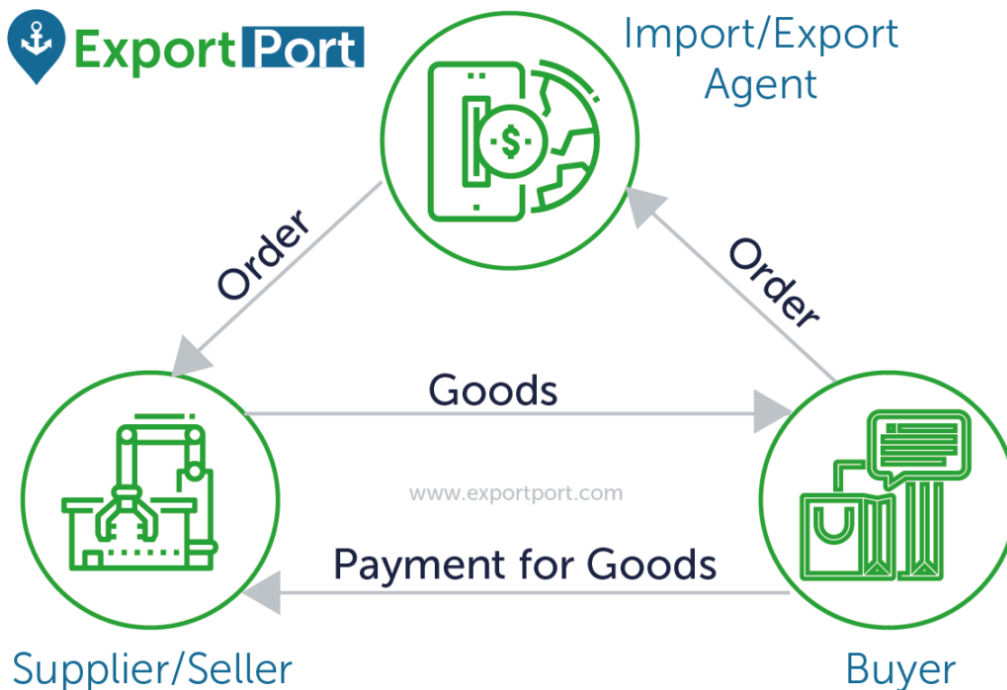 ExportPort
Import/Export
Agent
Order
Order
Goods
www.exportport.com
Payment for Goods
Supplier/Seller
Buyer